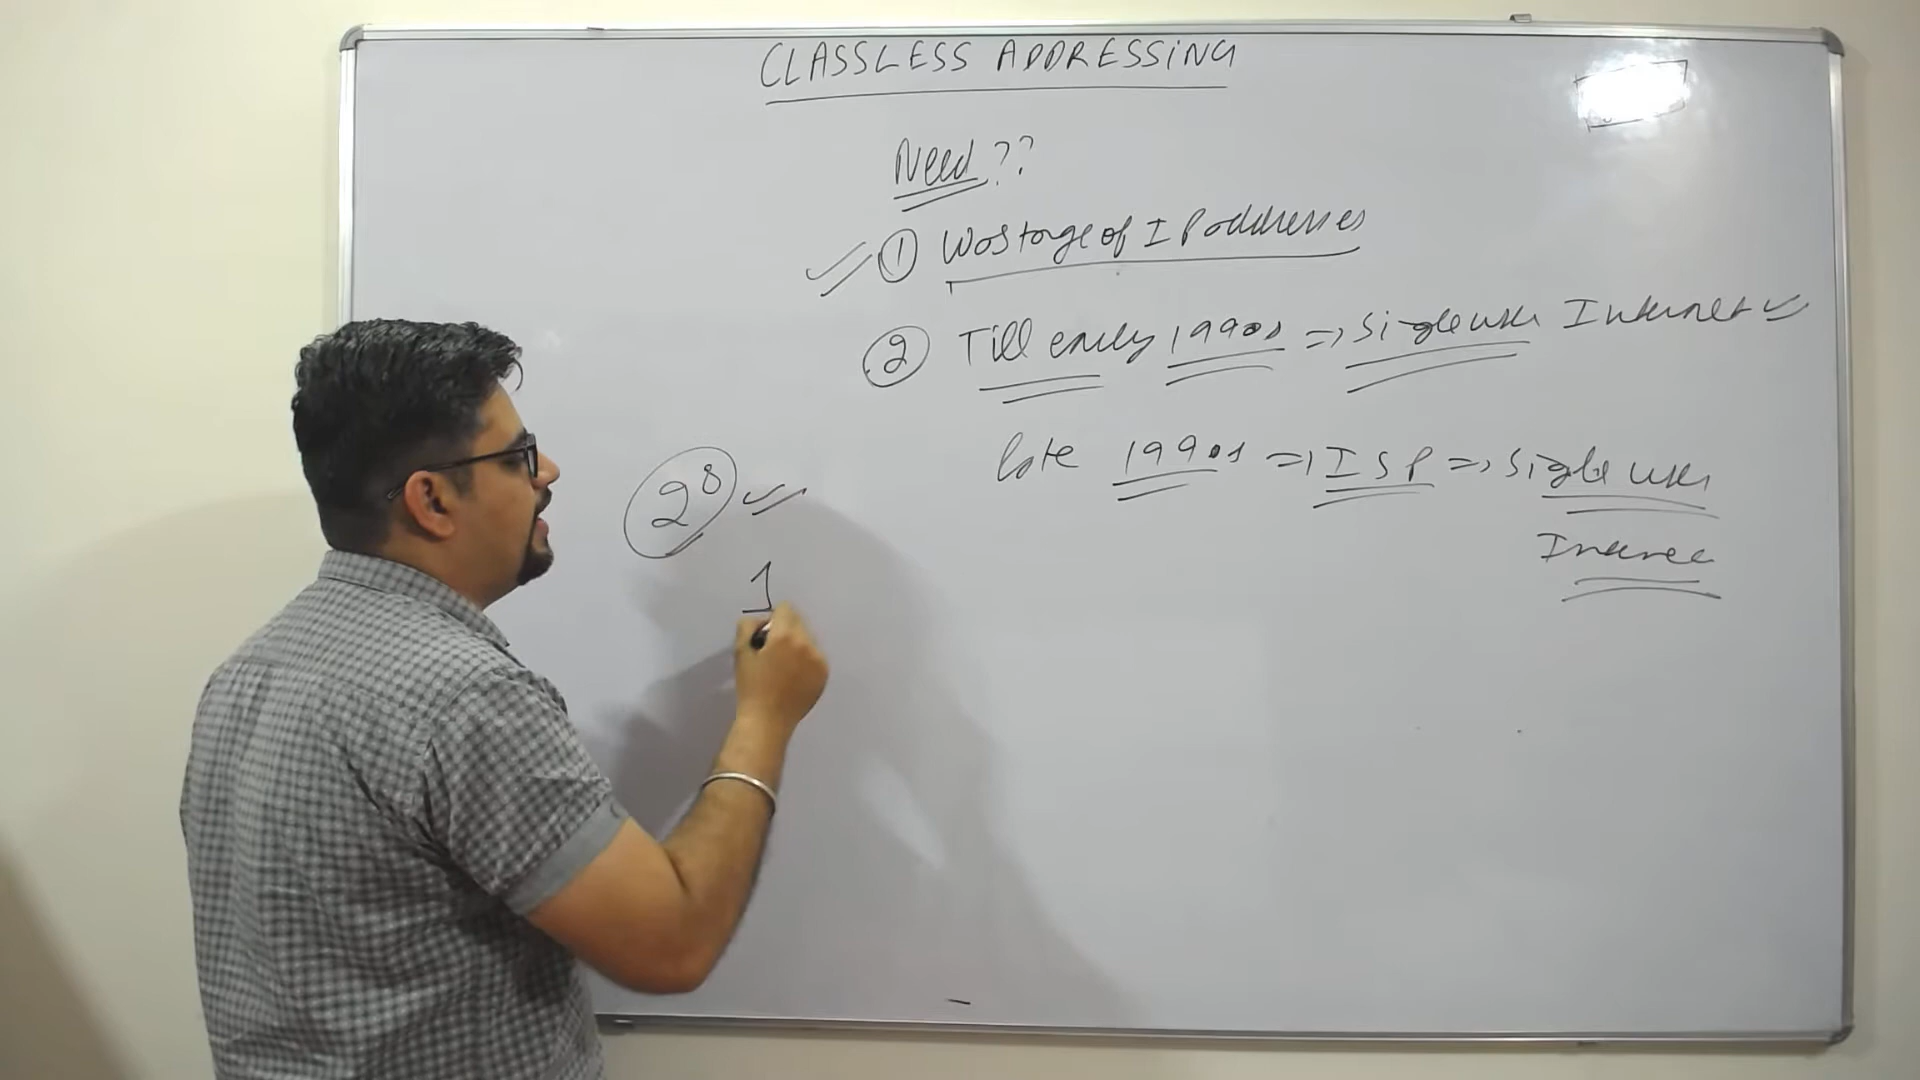 CLASSLESS ADDRESSING
Need ??
① Wastage of IP addresses
② Till early 1990s => Single user Internet
late 1990s => ISP => Single user
2⁸
1